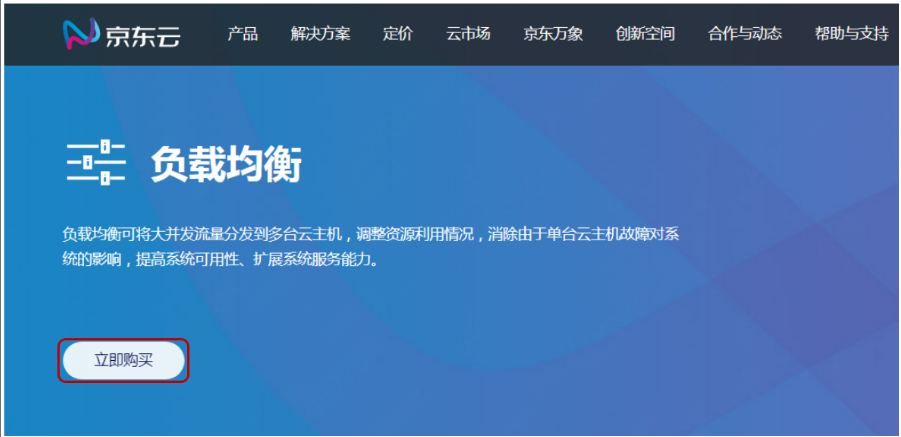 京东云 产品 解决方案 定价 云市场 京东万象 创新空间 合作与动态 帮助与支持
负载均衡
负载均衡可将大并发流量分发到多台云主机，调整资源利用情况，消除由于单台云主机故障对系
统的影响，提高系统可用性、扩展系统服务能力。
立即购买